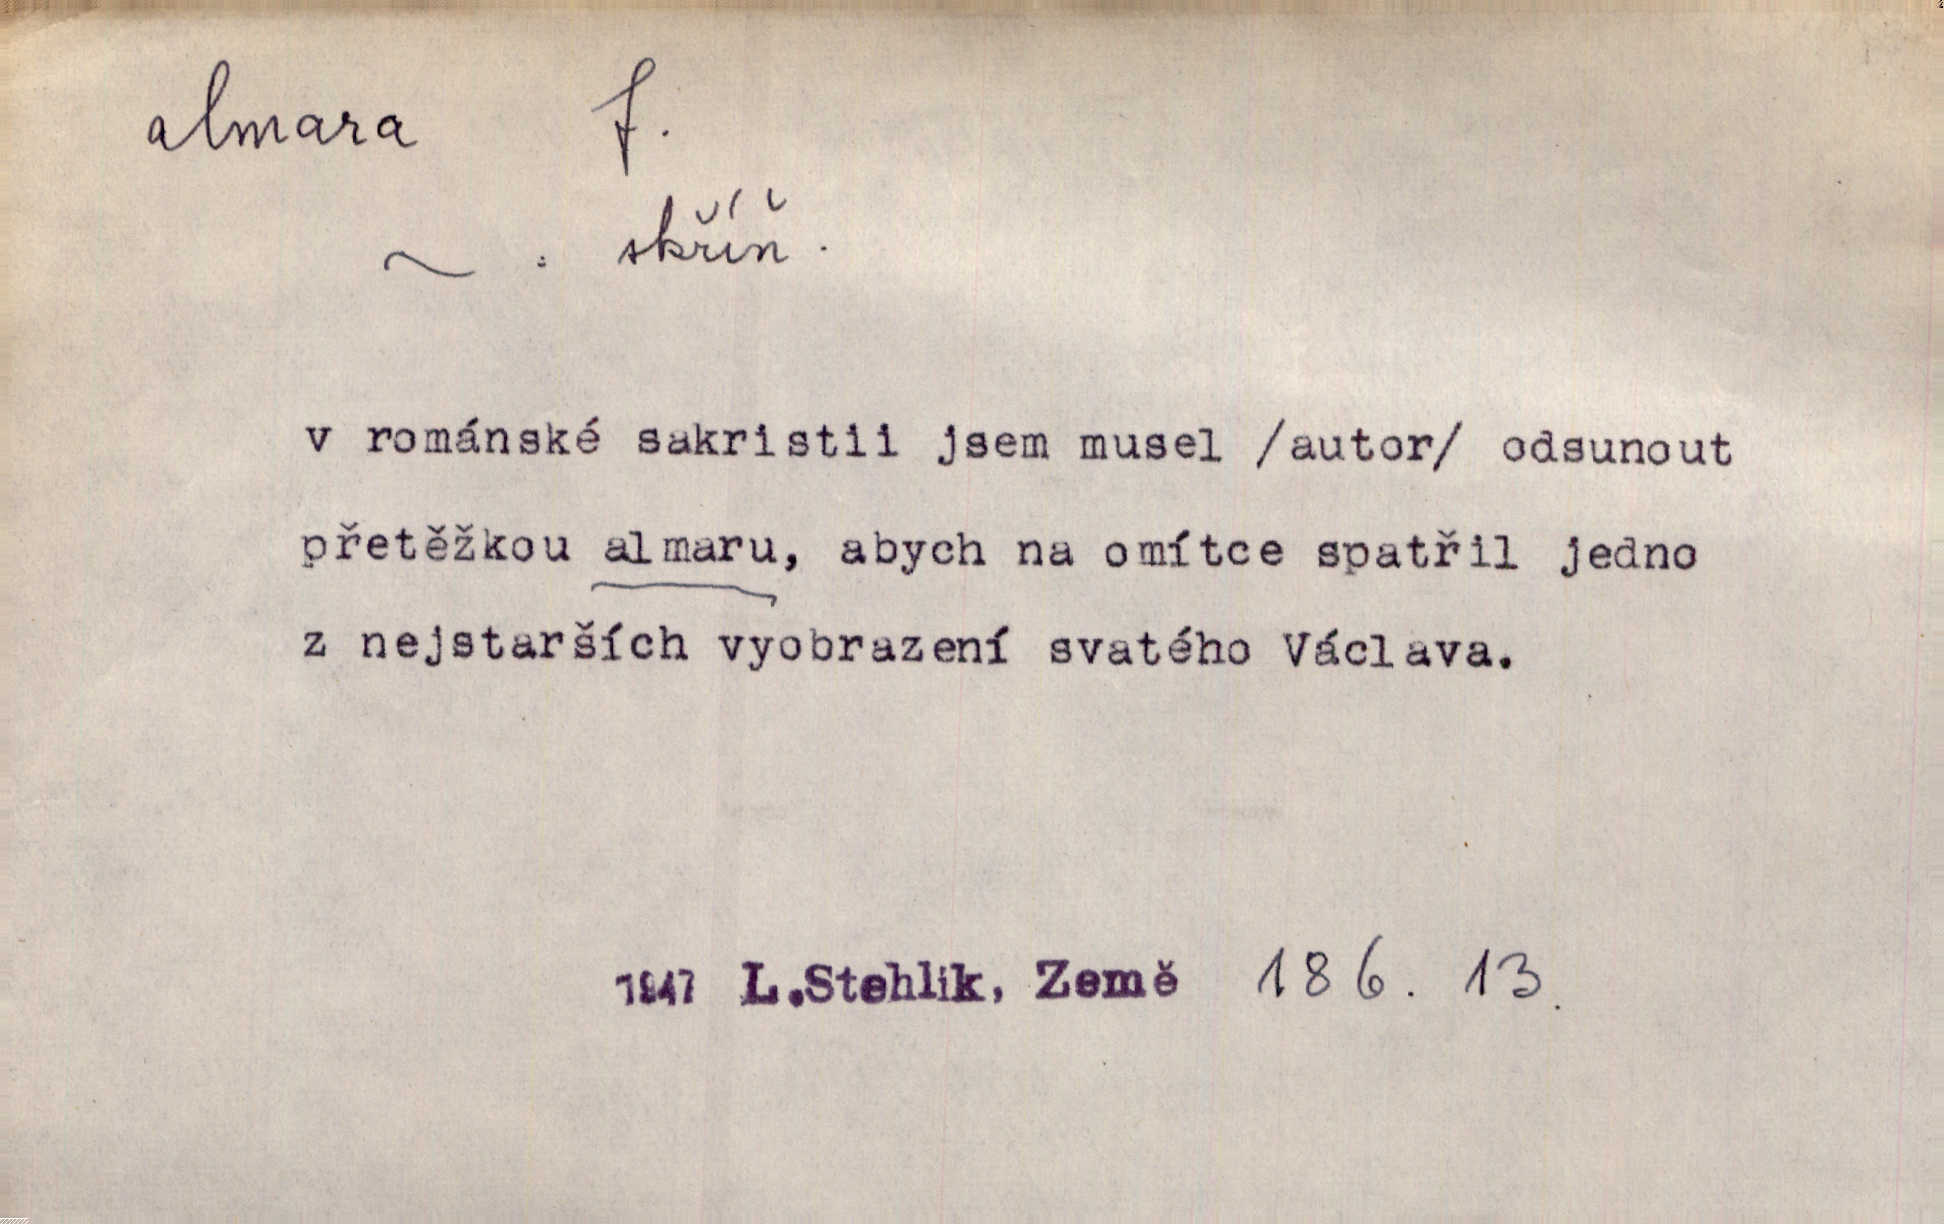 almara f.
~ : skříň.
v románské sakristii jsem musel /autor/ odsunout
přetěžkou almaru, abych na omítce spatřil jedno
z nejstarších vyobrazení svatého Václava.
1947 L.Stehlík, Země 186. 13.